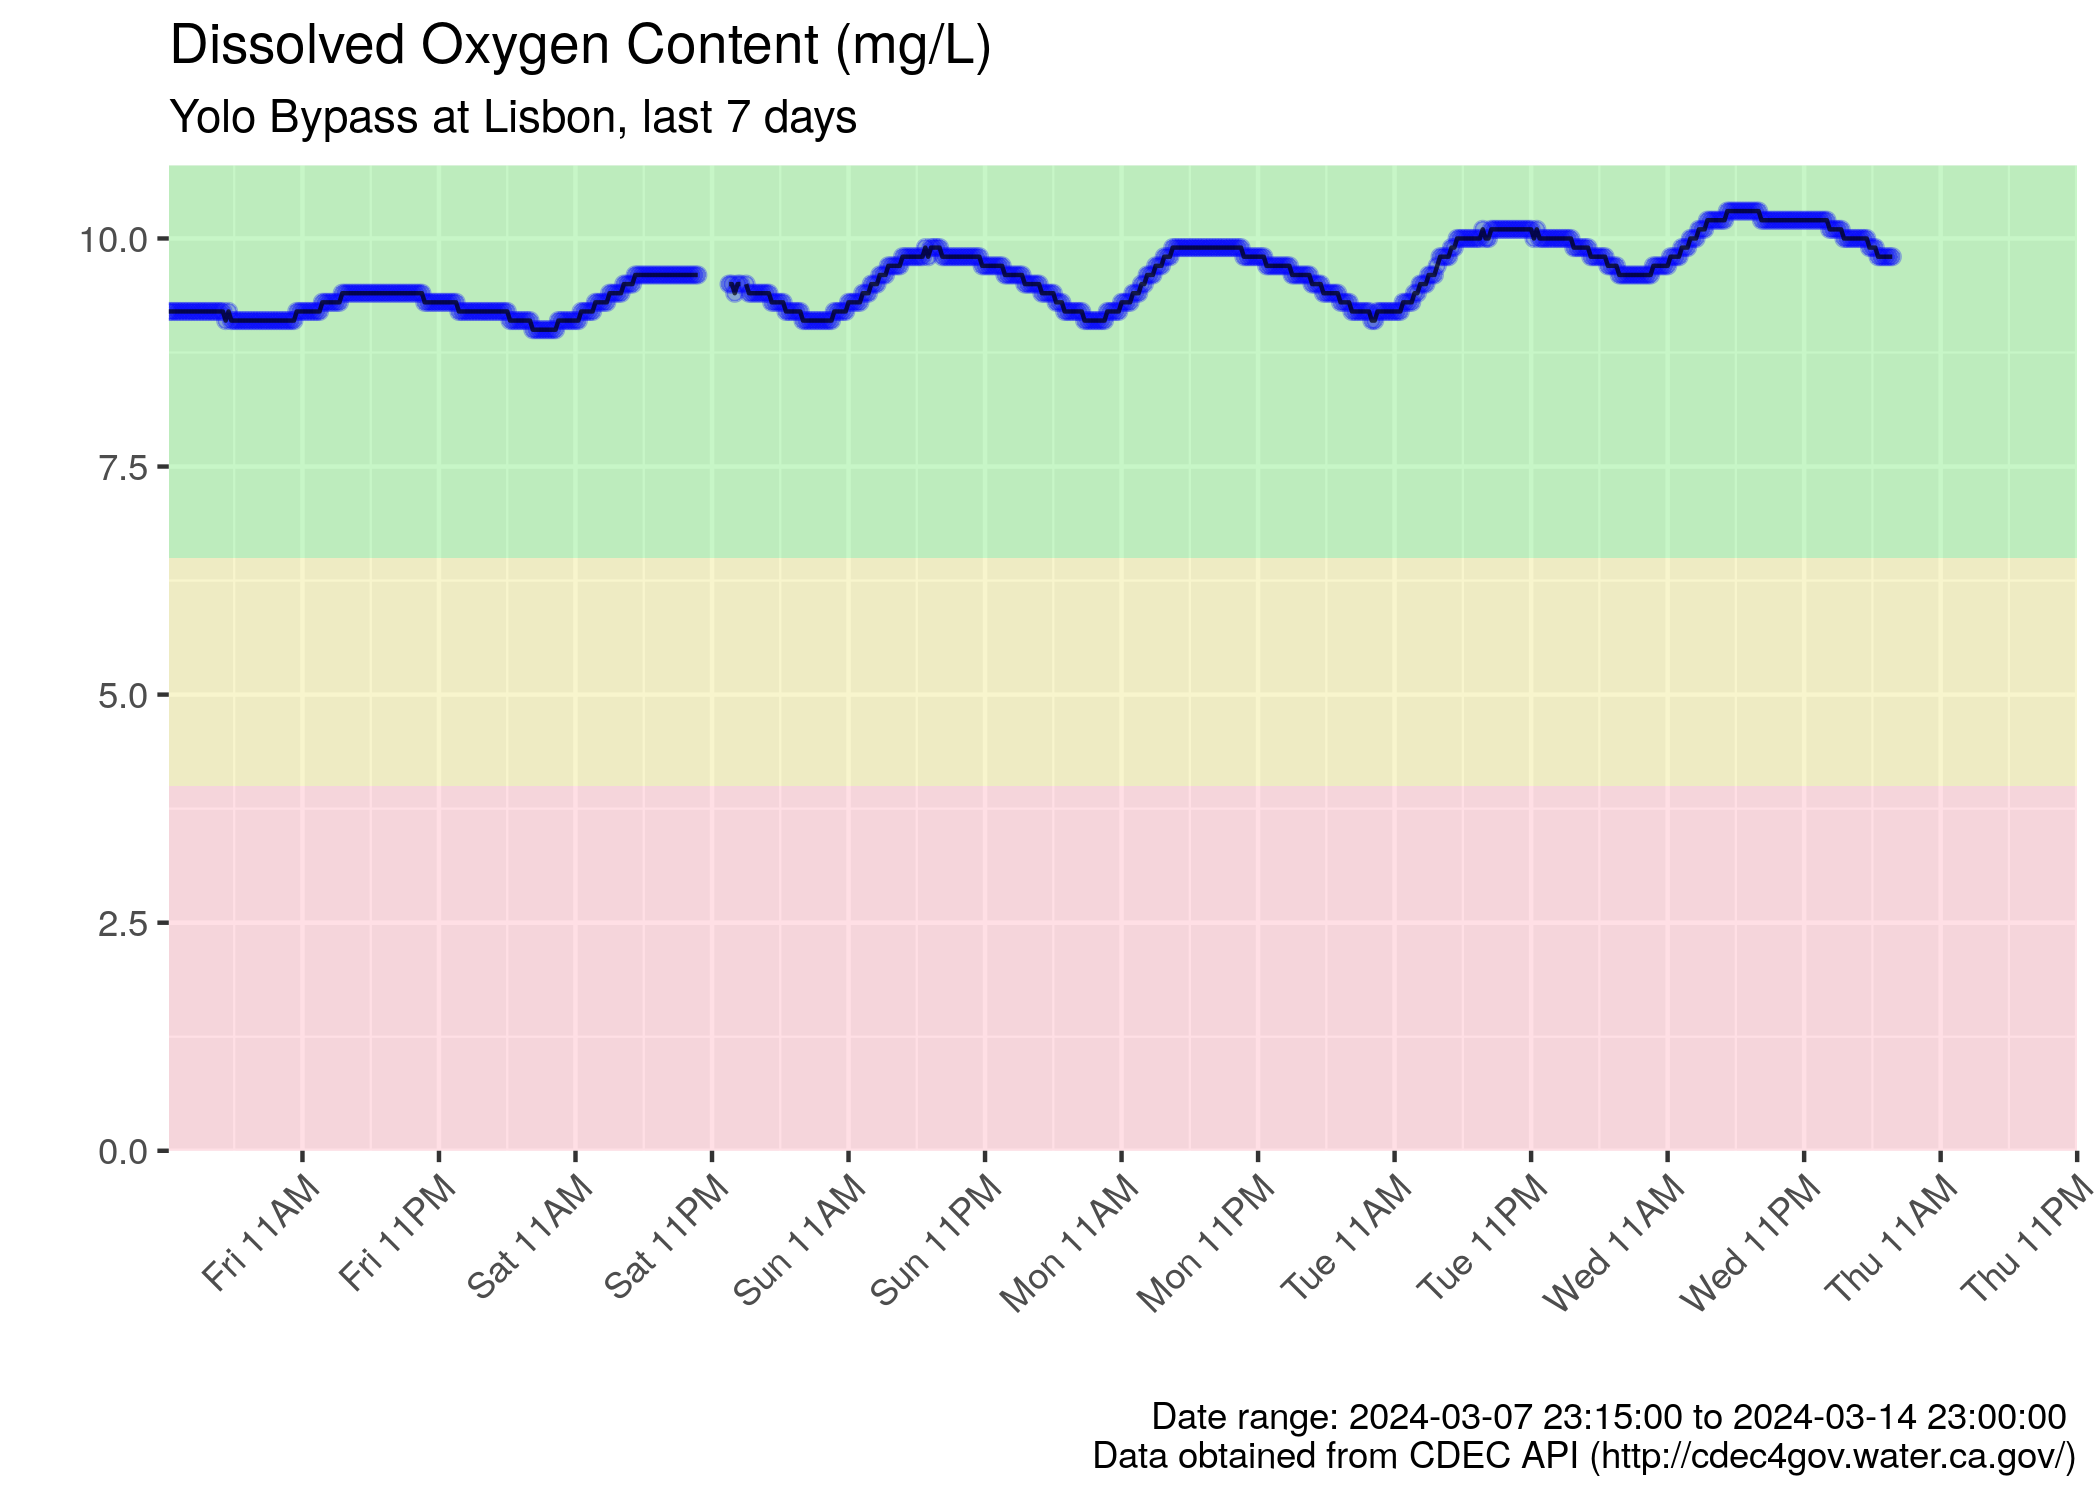 Dissolved Oxygen Content (mg/L)
Yolo Bypass at Lisbon, last 7 days
10.0
7.5
5.0
2.5
0.0
Fri 11AM
Fri 11PM
Sat 11AM
Sat 11PM
Sun 11AM
Sun 11PM
Mon 11AM
Mon 11PM
Tue 11AM
Tue 11PM
Wed 11AM
Wed 11PM
Thu 11AM
Thu 11PM
Date range: 2024-03-07 23:15:00 to 2024-03-14 23:00:00
Data obtained from CDEC API (http://cdec4gov.water.ca.gov/)